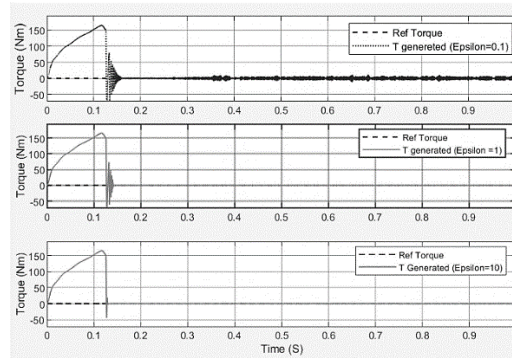 Torque (Nm)
150
100
50
0
-50
Ref Torque
T genereted (Epsilon=0.1)
0 0.1 0.2 0.3 0.4 0.5 0.6 0.7 0.8 0.9
Torque (Nm)
150
100
50
0
-50
Ref Torque
T generated (Epsilon =1)
0 0.1 0.2 0.3 0.4 0.5 0.6 0.7 0.8 0.9
Torque (Nm)
150
100
50
0
-50
Ref Torque
T Generated (Epsilon=10)
0 0.1 0.2 0.3 0.4 0.5 0.6 0.7 0.8 0.9
Time (S)